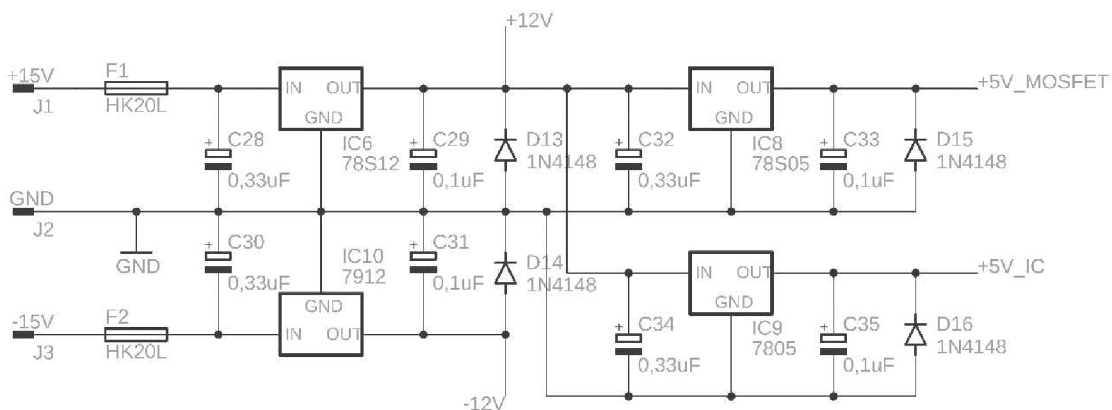 +12V
+15V
J1
F1
HK20L
IN OUT
GND
IC6
78S12
+ C28
0,33uF
+ C29
0,1uF
D13
1N4148
+ C32
0,33uF
IN OUT
GND
IC8
78S05
+ C33
0,1uF
D15
1N4148
+5V_MOSFET
GND
J2
GND
+ C30
0,33uF
IC10
7912
GND
IN OUT
+ C31
0,1uF
D14
1N4148
-15V
J3
F2
HK20L
-12V
+ C34
0,33uF
IN OUT
GND
IC9
7805
+ C35
0,1uF
D16
1N4148
+5V_IC